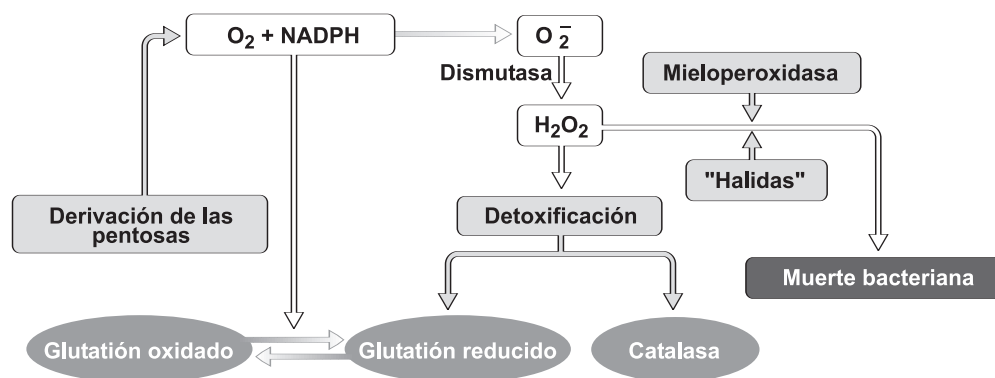 O₂ + NADPH
O₂⁻
Dismutasa
Mieloperoxidasa
H₂O₂
"Halidas"
Derivación de las
pentosas
Detoxificación
Muerte bacteriana
Glutatión oxidado
Glutatión reducido
Catalasa